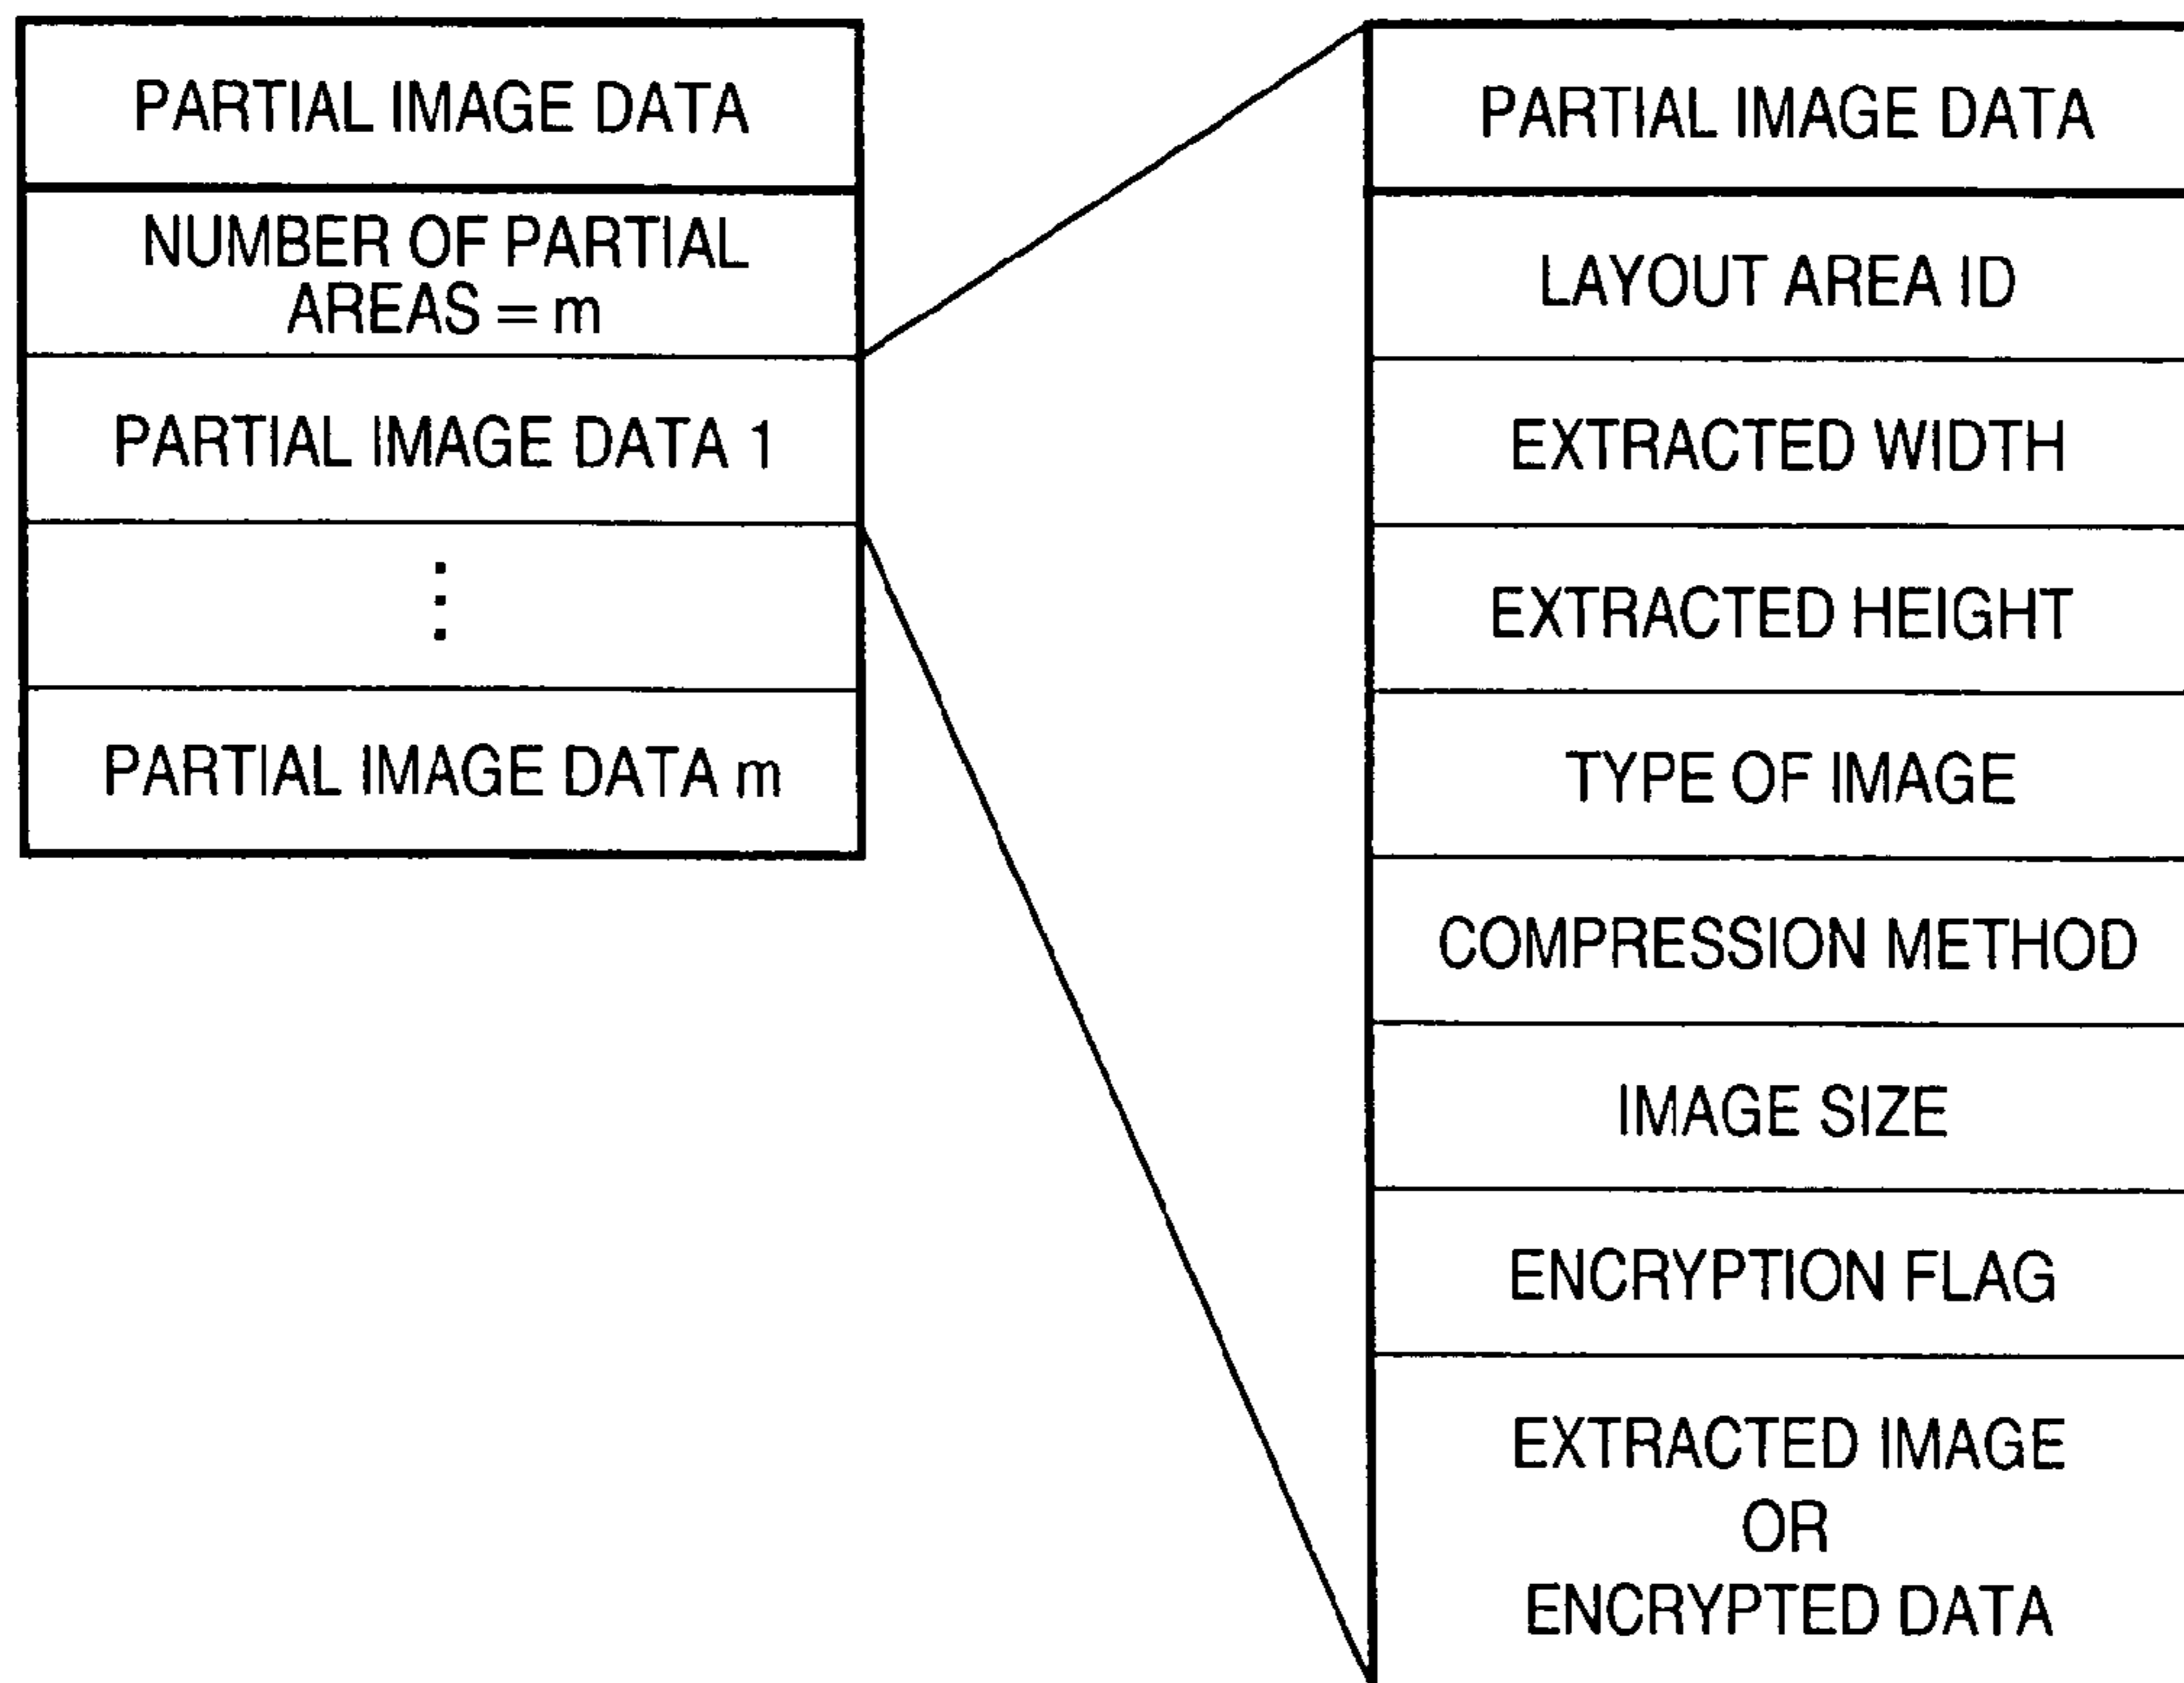 PARTIAL IMAGE DATA
NUMBER OF PARTIAL
AREAS = m
PARTIAL IMAGE DATA 1
⋮
PARTIAL IMAGE DATA m
PARTIAL IMAGE DATA
LAYOUT AREA ID
EXTRACTED WIDTH
EXTRACTED HEIGHT
TYPE OF IMAGE
COMPRESSION METHOD
IMAGE SIZE
ENCRYPTION FLAG
EXTRACTED IMAGE
OR
ENCRYPTED DATA